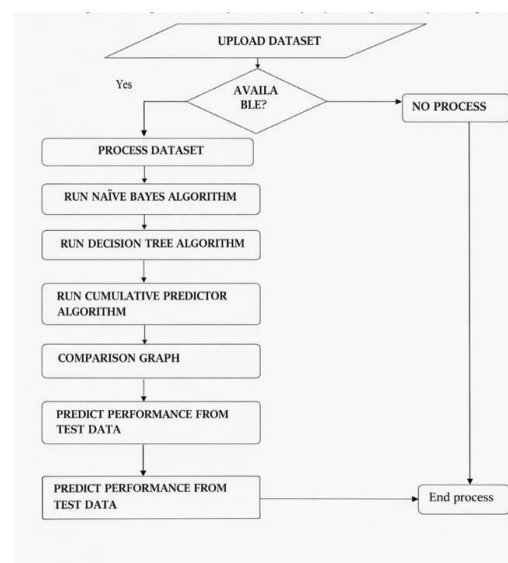 UPLOAD DATASET
Yes
AVAILA
BLE?
NO PROCESS
PROCESS DATASET
RUN NAÏVE BAYES ALGORITHM
RUN DECISION TREE ALGORITHM
RUN CUMULATIVE PREDICTOR
ALGORITHM
COMPARISON GRAPH
PREDICT PERFORMANCE FROM
TEST DATA
PREDICT PERFORMANCE FROM
TEST DATA
End process